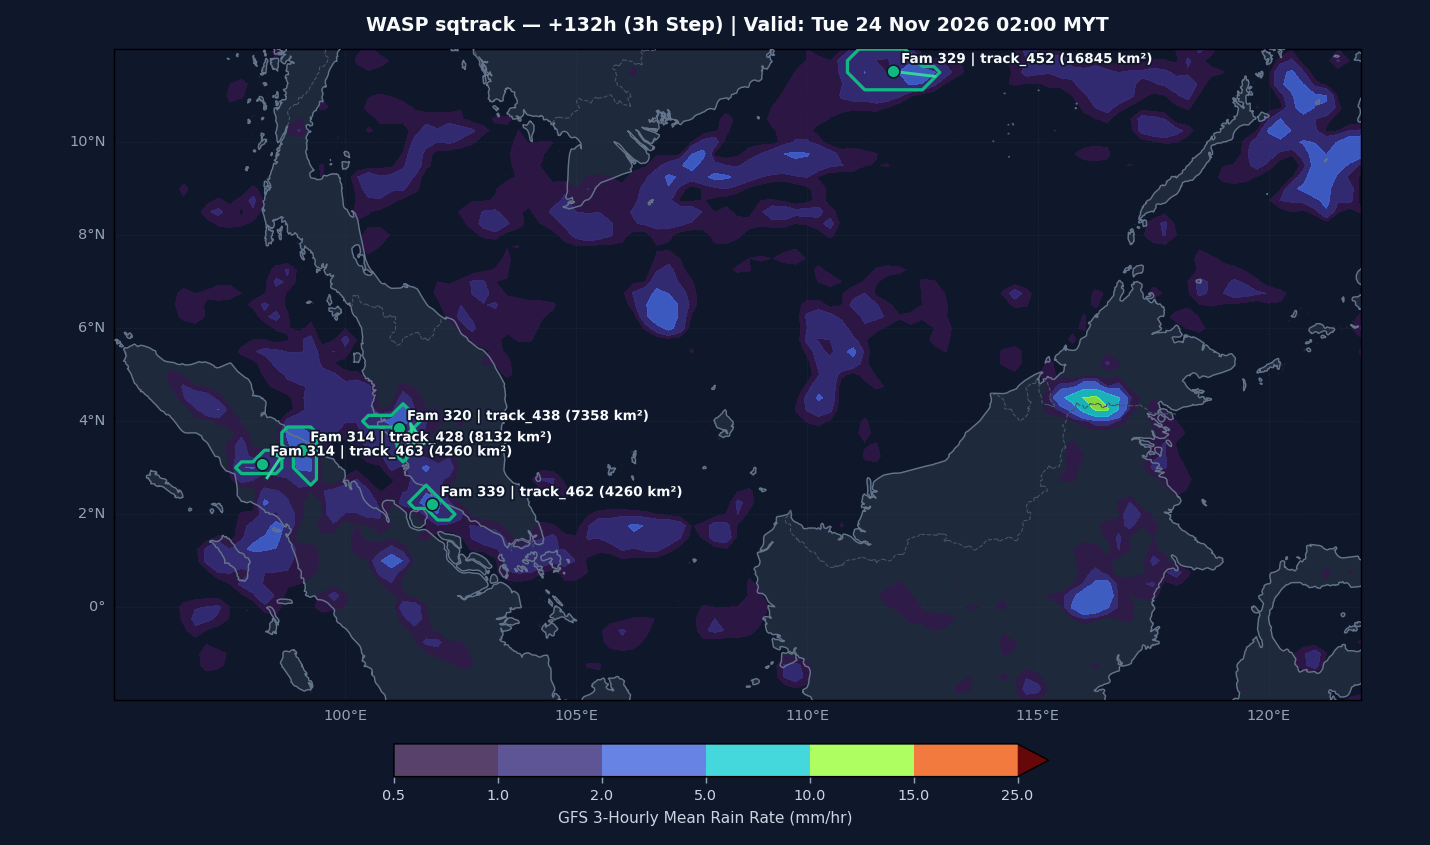 WASP sqtrack — +132h (3h Step) | Valid: Tue 24 Nov 2026 02:00 MYT
Fam 329 | track_452 (16845 km²)
10°N
8°N
6°N
4°N
2°N
0°
Fam 320 | track_438 (7358 km²)
Fam 314 | track_428 (8132 km²)
Fam 314 | track_463 (4260 km²)
Fam 339 | track_462 (4260 km²)
100°E 105°E 110°E 115°E 120°E
0.5 1.0 2.0 5.0 10.0 15.0 25.0
GFS 3-Hourly Mean Rain Rate (mm/hr)